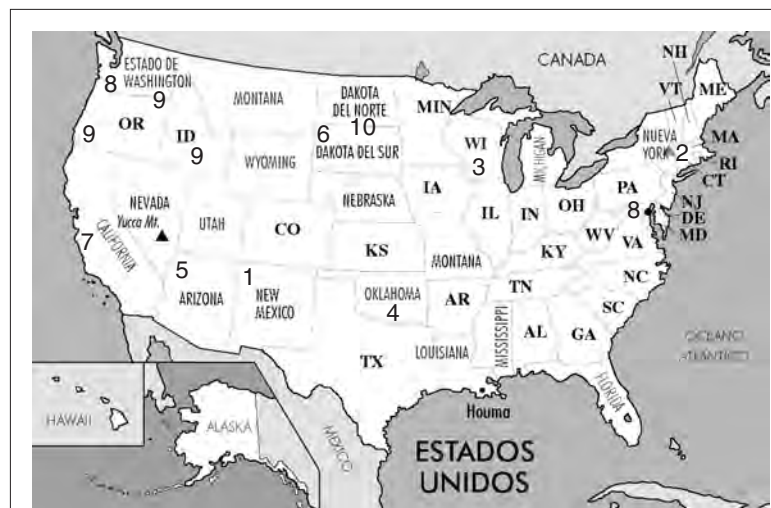 CANADA
NH
ESTADO DE
WASHINGTON
8
9
MONTANA
DAKOTA
DEL NORTE
10
MIN
VT
ME
9
OR
ID
9
6
DAKOTA DEL SUR
WI
3
MICHIGAN
NUEVA
YORK
2
MA
RI
CT
WYOMING
NEVADA
Yucca Mt.
UTAH
NEBRASKA
IA
IL
IN
OH
PA
8
NJ
DE
MD
7
CALIFORNIA
CO
KS
MONTANA
KY
WV
VA
5
ARIZONA
1
NEW
MEXICO
OKLAHOMA
4
AR
TN
NC
SC
MISSISSIPPI
AL
GA
OCEANO
ATLÁNTICO
TX
LOUISIANA
FLORIDA
HAWAII
ALASKA
MÉXICO
Houma
ESTADOS
UNIDOS